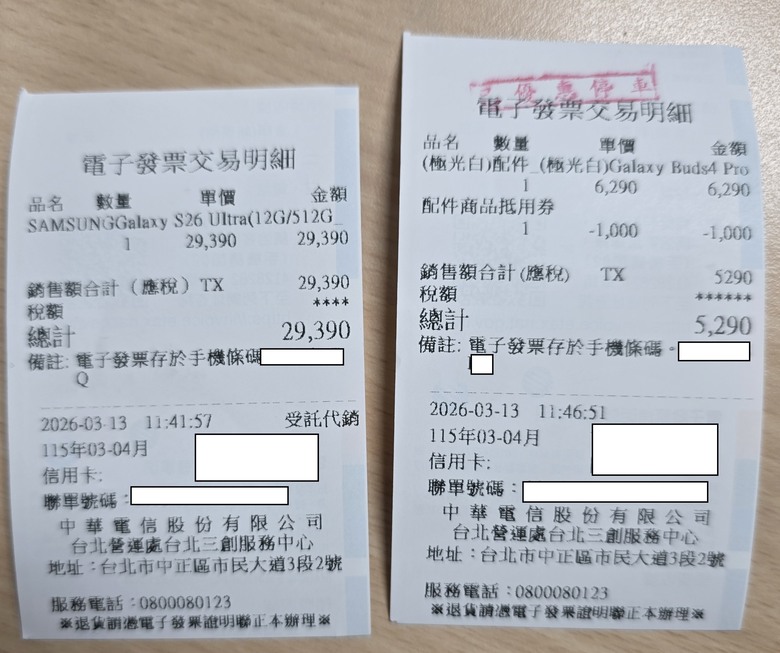 電子發票交易明細
品名 數量 單價 金額
SAMSUNGGalaxy S26 Ultra(12G/512G_
1 29,390 29,390
銷售額合計（應稅）TX 29,390
稅額 ****
總計 29,390
備註: 電子發票存於手機條碼
Q
2026-03-13 11:41:57 受託代銷
115年03-04月
信用卡:
聯單號碼:
中華電信股份有限公司
台北營運處台北三創服務中心
地址：台北市中正區市民大道3段2號
服務電話：0800080123
※退貨請憑電子發票證明聯正本辦理※
已優惠停車
電子發票交易明細
品名 數量 單價 金額
(極光白)配件_(極光白)Galaxy Buds4 Pro
1 6,290 6,290
配件商品抵用券
1 -1,000 -1,000
銷售額合計(應稅) TX 5290
稅額 ******
總計 5,290
備註: 電子發票存於手機條碼。
2026-03-13 11:46:51
115年03-04月
信用卡:
聯單號碼：
中華電信股份有限公司
台北營運處台北三創服務中心
地址：台北市中正區市民大道3段2號
服務電話：0800080123
※退貨請憑電子發票證明聯正本辦理※